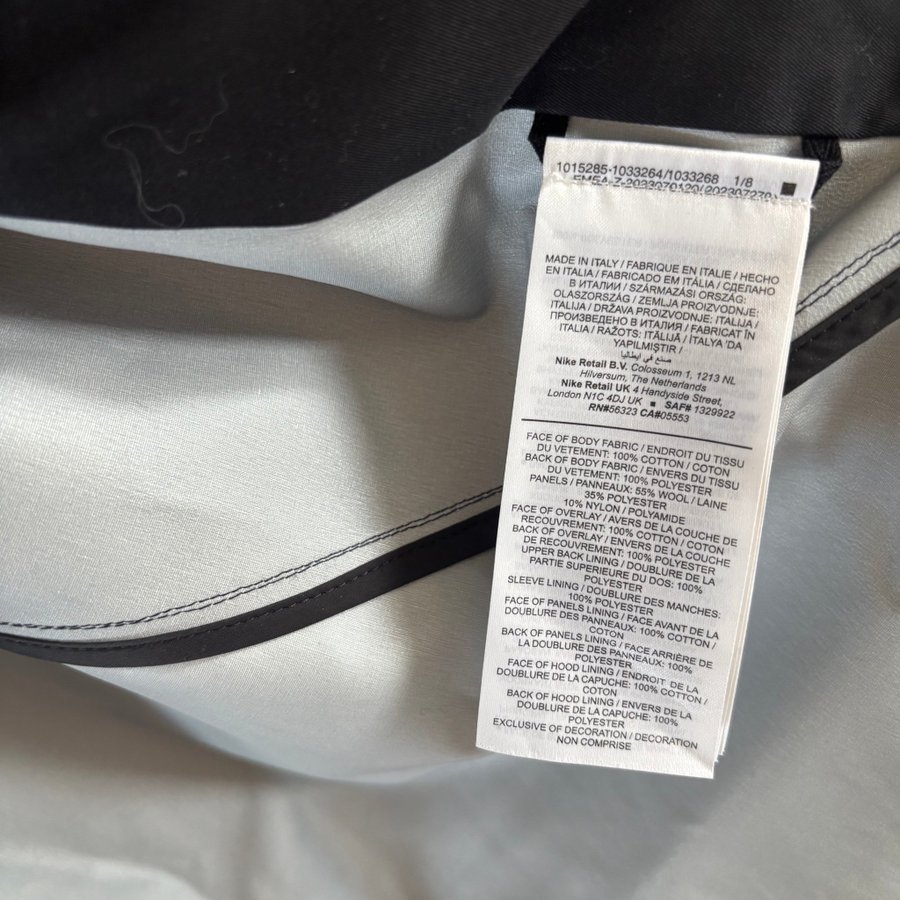 1015285-1033264/1033268 1/8
MADE IN ITALY / FABRIQUE EN ITALIE / HECHO
EN ITALIA / FABRICADO EM ITÁLIA / СДЕЛАНО
В ИТАЛИИ / SZÁRMAZÁSI ORSZÁG:
OLASZORSZÁG / ZEMLJA PROIZVODNJE:
ITALIJA / DRŽAVA PROIZVODNJE: ITALIJA /
ПРОИЗВЕДЕНО В ИТАЛИЯ / FABRICAT ÎN
ITALIA / RAŽOTS: ITĀLIJĀ / İTALYA 'DA
YAPILMIŞTIR /
صنع في إيطاليا
Nike Retail B.V. Colosseum 1, 1213 NL
Hilversum, The Netherlands
Nike Retail UK 4 Handyside Street,
London N1C 4DJ UK ■ SAF# 1329922
RN#56323 CA#05553
FACE OF BODY FABRIC / ENDROIT DU TISSU
DU VETEMENT: 100% COTTON / COTON
BACK OF BODY FABRIC / ENVERS DU TISSU
DU VETEMENT: 100% POLYESTER
PANELS / PANNEAUX: 55% WOOL / LAINE
35% POLYESTER
10% NYLON / POLYAMIDE
FACE OF OVERLAY / AVERS DE LA COUCHE DE
RECOUVREMENT: 100% COTTON / COTON
BACK OF OVERLAY / ENVERS DE LA COUCHE
DE RECOUVREMENT: 100% POLYESTER
UPPER BACK LINING / DOUBLURE DE LA
PARTIE SUPERIEURE DU DOS: 100%
POLYESTER
SLEEVE LINING / DOUBLURE DES MANCHES:
100% POLYESTER
FACE OF PANELS LINING / FACE AVANT DE LA
DOUBLURE DES PANNEAUX: 100% COTTON /
COTON
BACK OF PANELS LINING / FACE ARRIÈRE DE
LA DOUBLURE DES PANNEAUX: 100%
POLYESTER
FACE OF HOOD LINING / ENDROIT DE LA
DOUBLURE DE LA CAPUCHE: 100% COTTON /
COTON
BACK OF HOOD LINING / ENVERS DE LA
DOUBLURE DE LA CAPUCHE: 100%
POLYESTER
EXCLUSIVE OF DECORATION / DECORATION
NON COMPRISE